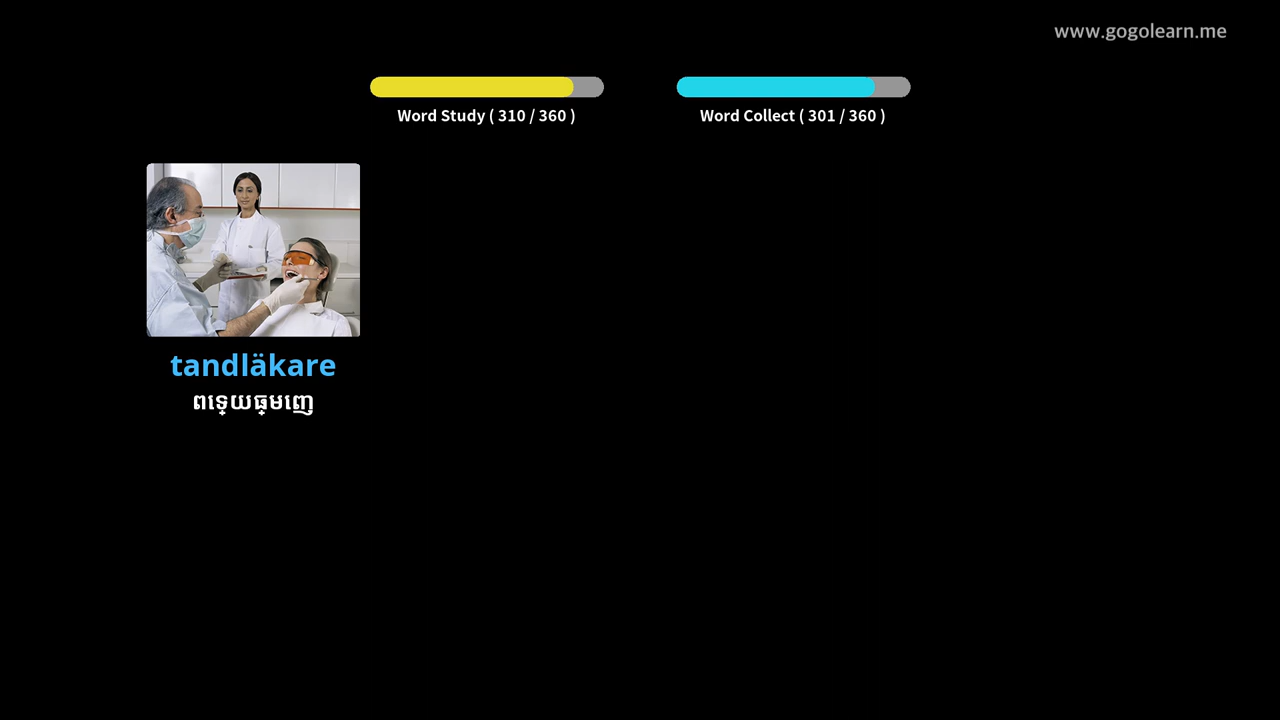 www.gogolearn.me
Word Study ( 310 / 360 )
Word Collect ( 301 / 360 )
tandläkare
ពទ្យេធ្មេញ